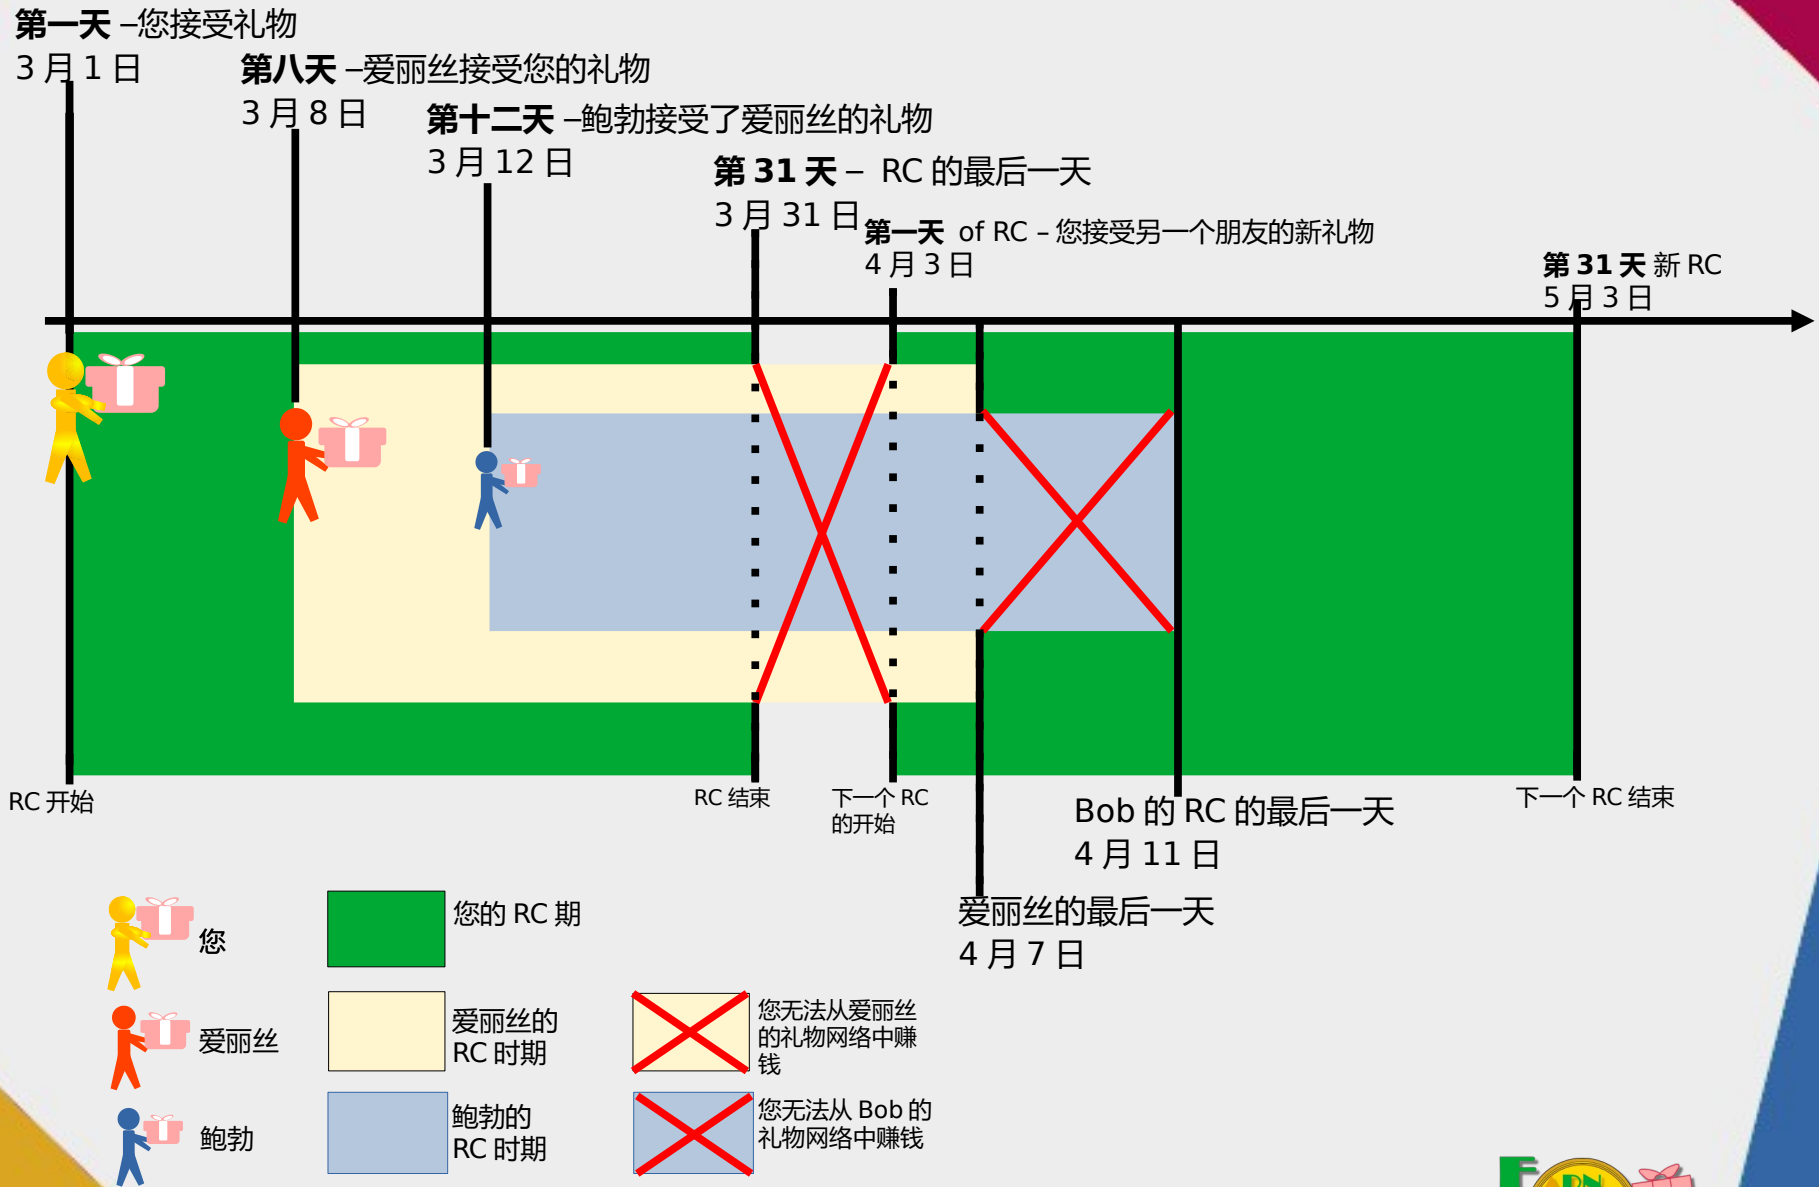 第一天 –您接受礼物
3 月 1 日
第八天 –爱丽丝接受您的礼物
3 月 8 日
第十二天 –鲍勃接受了爱丽丝的礼物
3 月 12 日
第 31 天 – RC 的最后一天
3 月 31 日
第一天 of RC – 您接受另一个朋友的新礼物
4 月 3 日
第 31 天 新 RC
5 月 3 日
RC 开始
RC 结束
下一个 RC
的开始
下一个 RC 结束
Bob 的 RC 的最后一天
4 月 11 日
爱丽丝的最后一天
4 月 7 日
您
您的 RC 期
爱丽丝
爱丽丝的
RC 时期
您无法从爱丽丝
的礼物网络中赚
钱
鲍勃
鲍勃的
RC 时期
您无法从 Bob 的
礼物网络中赚钱